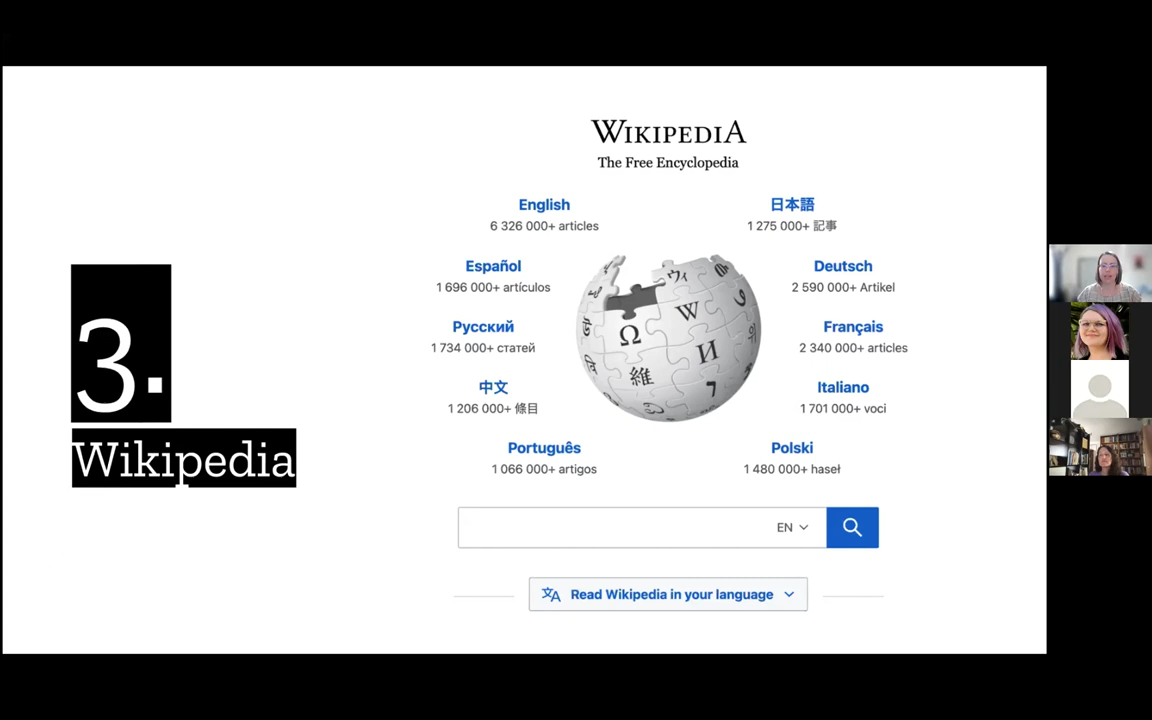 3.
Wikipedia
WIKIPEDIA
The Free Encyclopedia
English
6 326 000+ articles
日本語
1 275 000+ 記事
Español
1 696 000+ artículos
Deutsch
2 590 000+ Artikel
Русский
1 734 000+ статей
Français
2 340 000+ articles
中文
1 206 000+ 條目
Italiano
1 701 000+ voci
Português
1 066 000+ artigos
Polski
1 480 000+ haseł
Ω
W
И
維
ウィ
EN
Read Wikipedia in your language